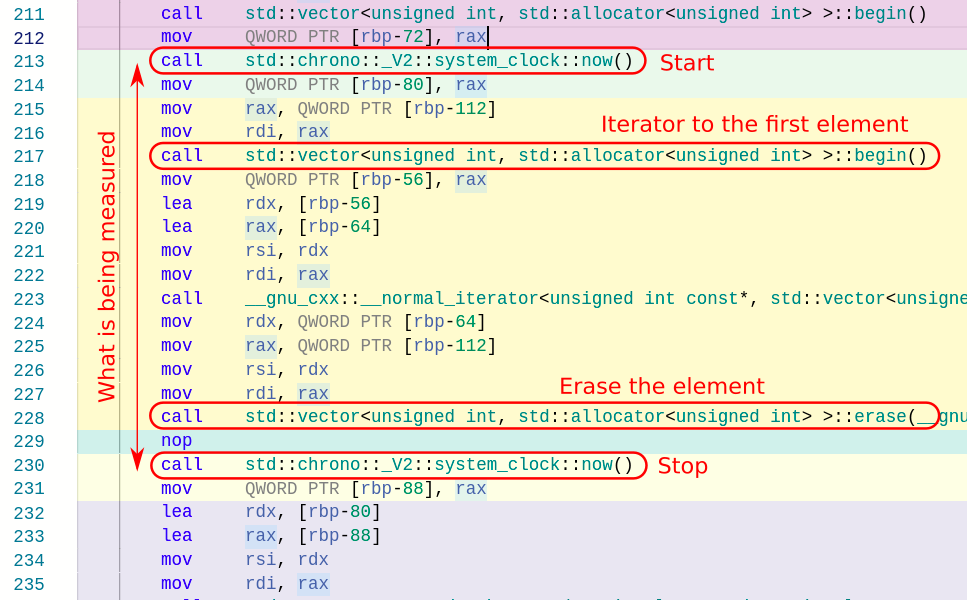 211 call std::vector<unsigned int, std::allocator<unsigned int> >::begin()
212 mov QWORD PTR [rbp-72], rax
213 call std::chrono::_V2::system_clock::now() Start
214 mov QWORD PTR [rbp-80], rax
215 mov rax, QWORD PTR [rbp-112]
216 mov rdi, rax
Iterator to the first element
217 call std::vector<unsigned int, std::allocator<unsigned int> >::begin()
218 mov QWORD PTR [rbp-56], rax
219 lea rdx, [rbp-56]
220 lea rax, [rbp-64]
221 mov rsi, rdx
222 mov rdi, rax
223 call __gnu_cxx::__normal_iterator<unsigned int const*, std::vector<unsigne
224 mov rdx, QWORD PTR [rbp-64]
225 mov rax, QWORD PTR [rbp-112]
226 mov rsi, rdx
227 mov rdi, rax
Erase the element
228 call std::vector<unsigned int, std::allocator<unsigned int> >::erase(__gnu
229 nop
230 call std::chrono::_V2::system_clock::now() Stop
231 mov QWORD PTR [rbp-88], rax
232 lea rdx, [rbp-80]
233 lea rax, [rbp-88]
234 mov rsi, rdx
235 mov rdi, rax
What is being measured